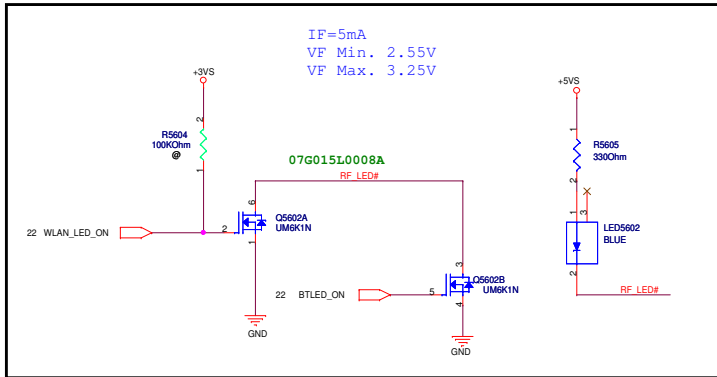 IF=5mA
VF Min. 2.55V
VF Max. 3.25V
+3VS
+5VS
2
R5604
100KOhm
@
1
1
R5605
330Ohm
2
07G015L0008A
RF_LED#
6
Q5602A
UM6K1N
2
1
22 WLAN_LED_ON
1
3
LED5602
BLUE
2
3
Q5602B
UM6K1N
5
4
22 BTLED_ON
RF_LED#
GND
GND